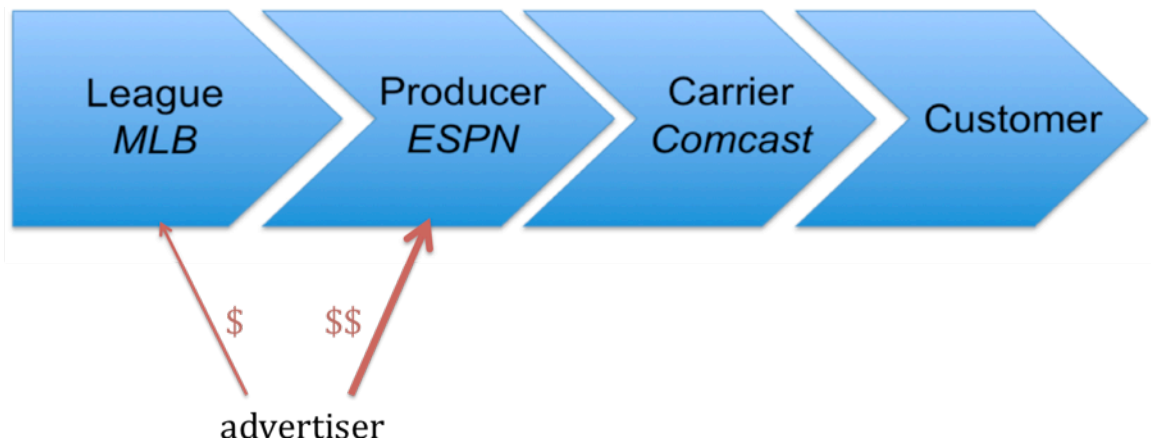 League
MLB
Producer
ESPN
Carrier
Comcast
Customer
$
$$
advertiser